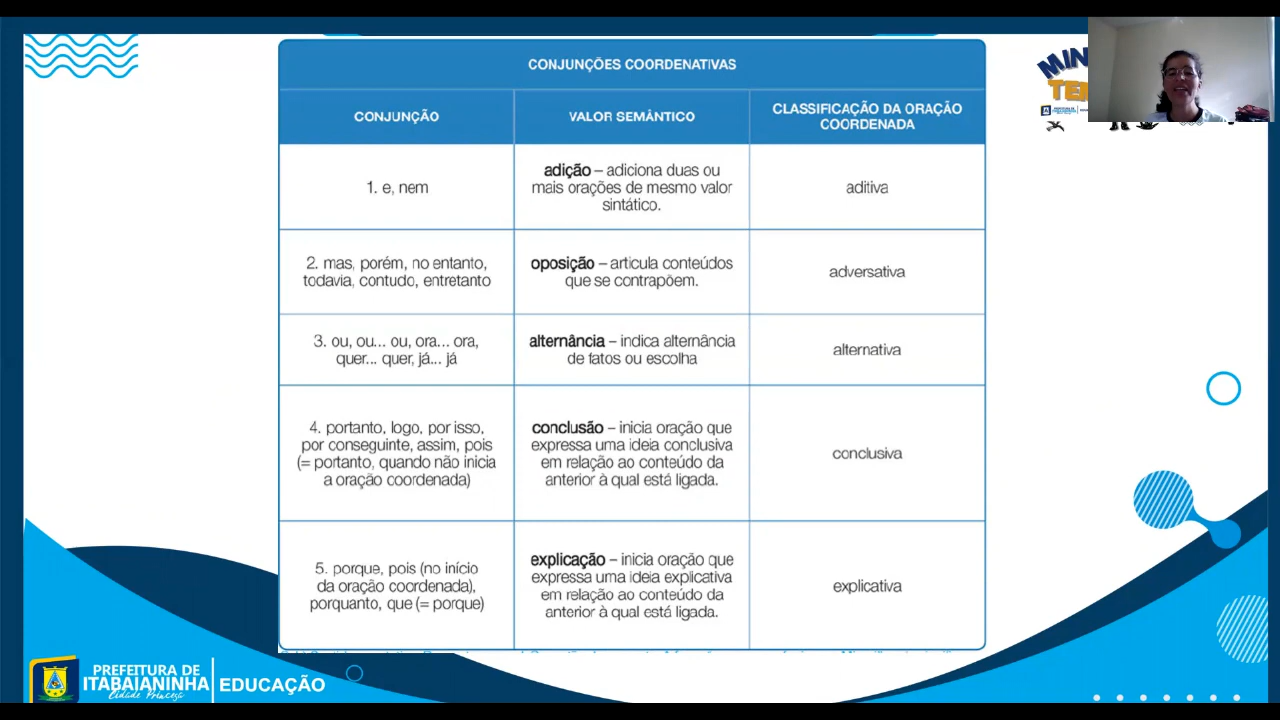 CONJUNÇÕES COORDENATIVAS
CONJUNÇÃO
VALOR SEMÂNTICO
CLASSIFICAÇÃO DA ORAÇÃO
COORDENADA
1. e, nem
adição – adiciona duas ou
mais orações de mesmo valor
sintático.
aditiva
2. mas, porém, no entanto,
todavia, contudo, entretanto
oposição – articula conteúdos
que se contrapõem.
adversativa
3. ou, ou... ou, ora... ora,
quer... quer, já... já
alternância – indica alternância
de fatos ou escolha
alternativa
4. portanto, logo, por isso,
por conseguinte, assim, pois
(= portanto, quando não inicia
a oração coordenada)
conclusão – inicia oração que
expressa uma ideia conclusiva
em relação ao conteúdo da
anterior à qual está ligada.
conclusiva
5. porque, pois (no início
da oração coordenada),
porquanto, que (= porque)
explicação – inicia oração que
expressa uma ideia explicativa
em relação ao conteúdo da
anterior à qual está ligada.
explicativa
PREFEITURA DE
ITABAIANINHA
Cidade Princesa
EDUCAÇÃO